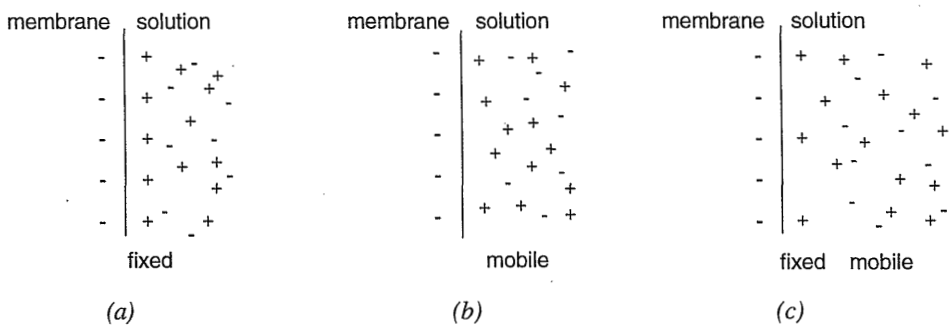 membrane solution
membrane solution
membrane solution
fixed
mobile
fixed mobile
(a)
(b)
(c)